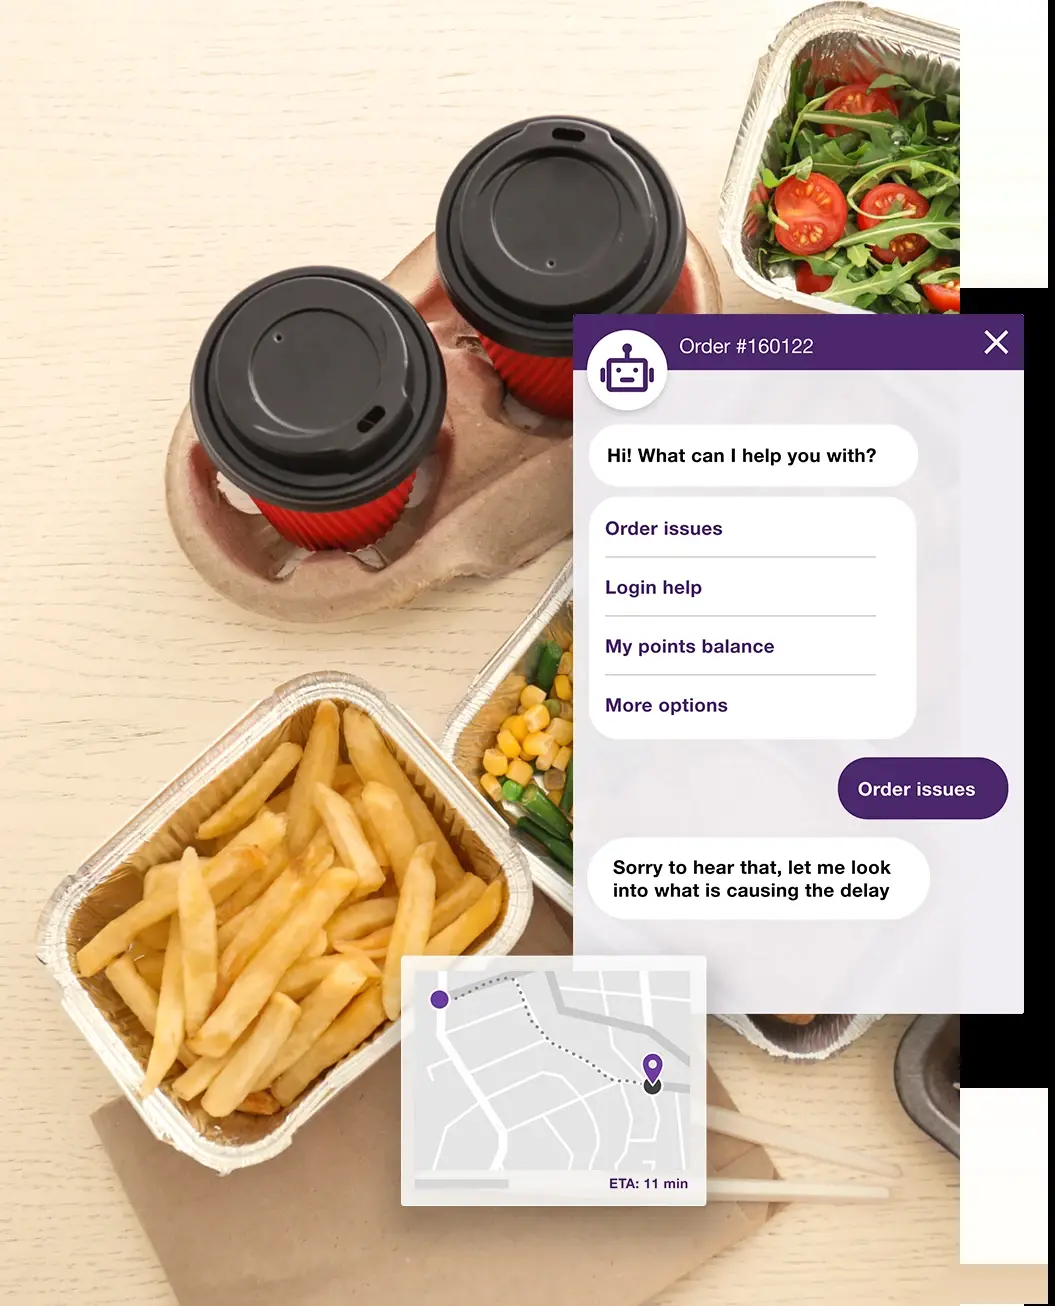 Order #160122
Hi! What can I help you with?
Order issues
Login help
My points balance
More options
Order issues
Sorry to hear that, let me look
into what is causing the delay
ETA: 11 min